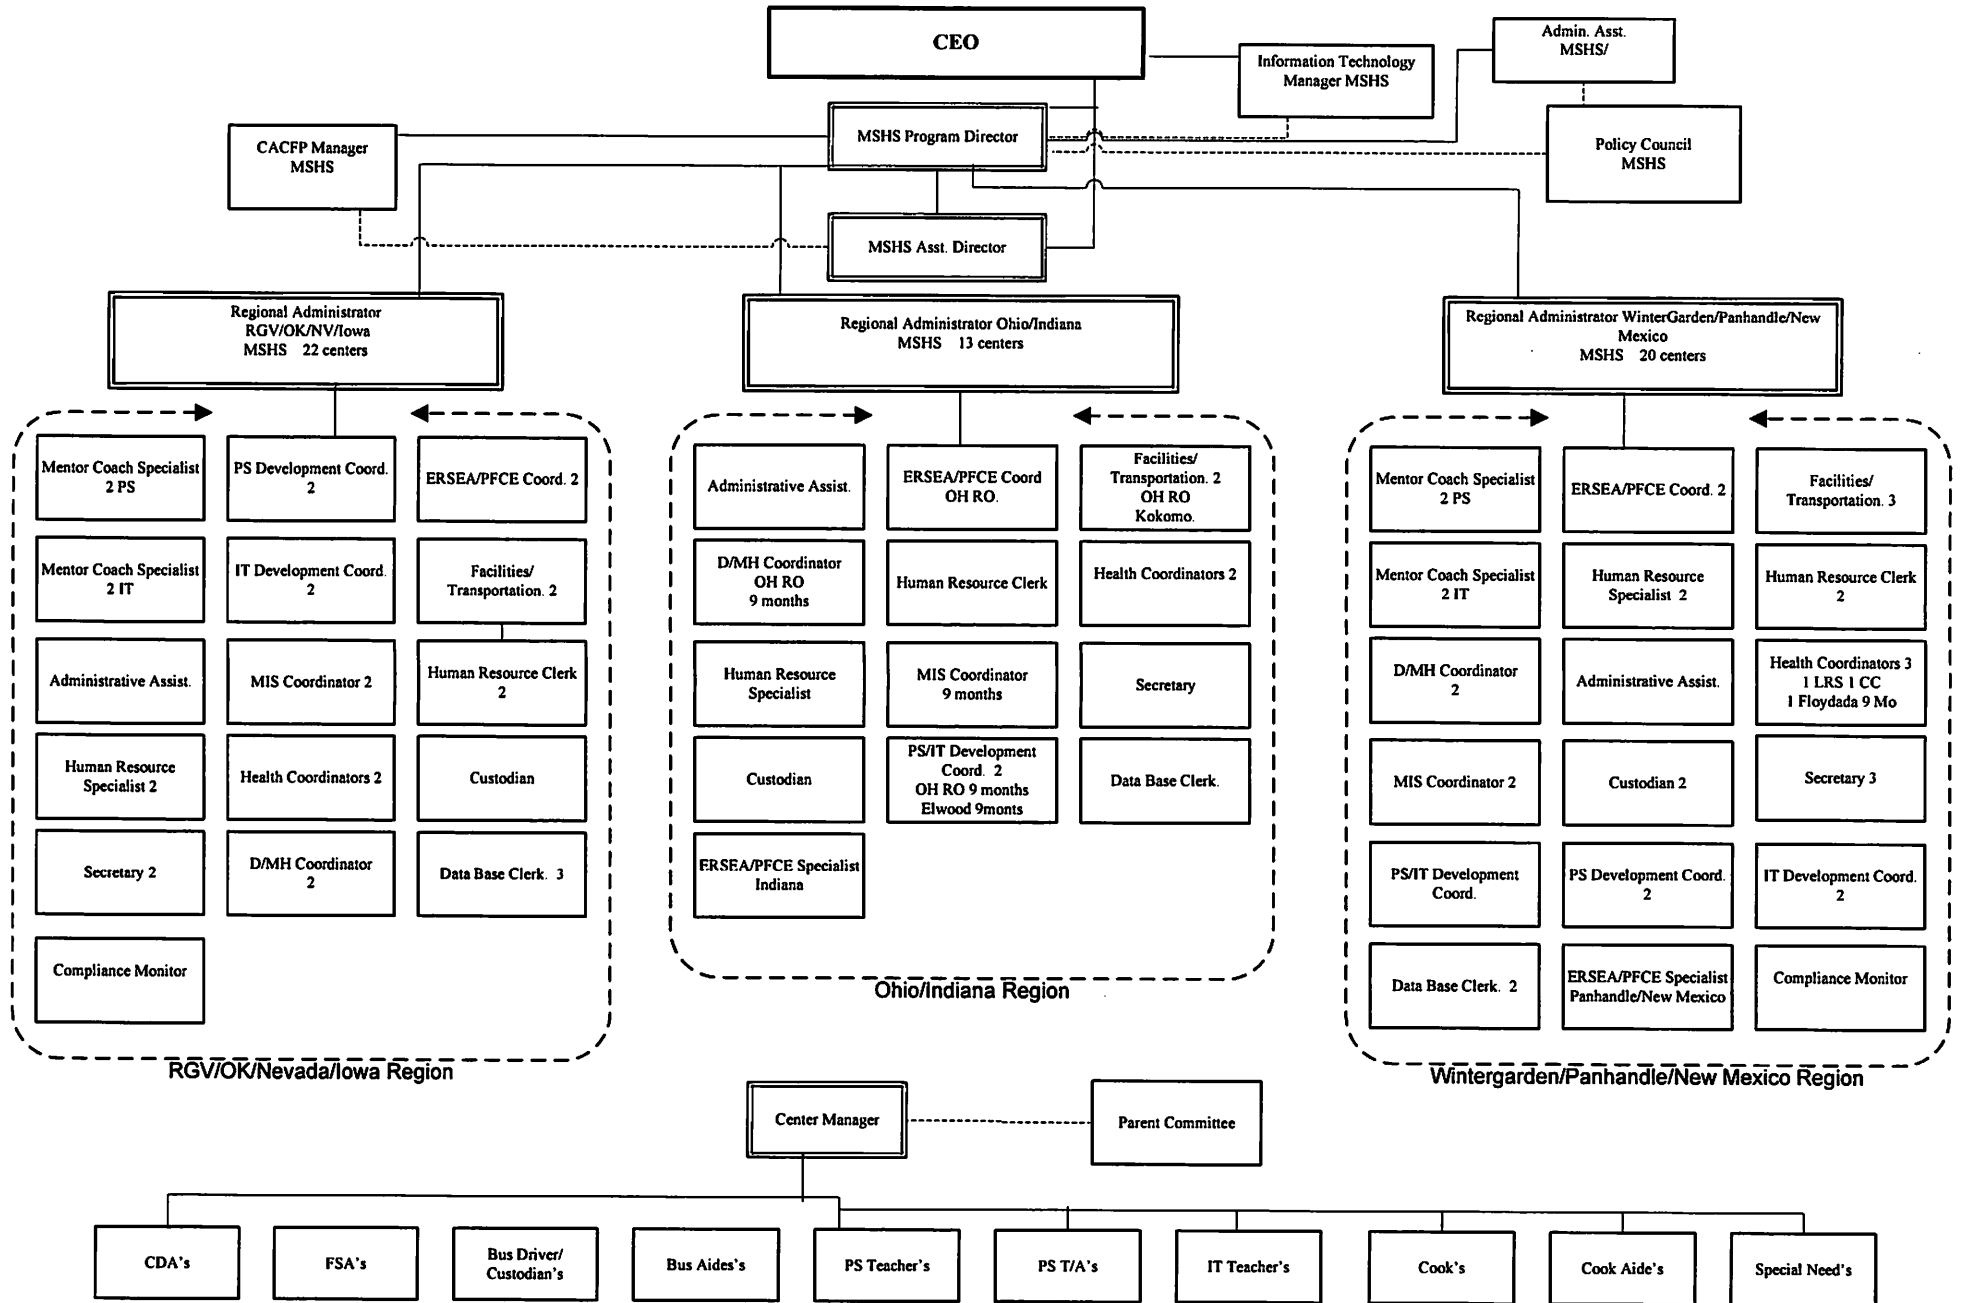 CEO
Admin. Asst.
MSHS/
Information Technology
Manager MSHS
MSHS Program Director
CACFP Manager
MSHS
Policy Council
MSHS
MSHS Asst. Director
Regional Administrator
RGV/OK/NV/Iowa
MSHS 22 centers
Regional Administrator Ohio/Indiana
MSHS 13 centers
Regional Administrator WinterGarden/Panhandle/New
Mexico
MSHS 20 centers
Mentor Coach Specialist
2 PS
PS Development Coord.
2
ERSEA/PFCE Coord. 2
Mentor Coach Specialist
2 IT
IT Development Coord.
2
Facilities/
Transportation. 2
Administrative Assist.
MIS Coordinator 2
Human Resource Clerk
2
Human Resource
Specialist 2
Health Coordinators 2
Custodian
Secretary 2
D/MH Coordinator
2
Data Base Clerk. 3
Compliance Monitor
RGV/OK/Nevada/Iowa Region
Administrative Assist.
ERSEA/PFCE Coord
OH RO.
Facilities/
Transportation. 2
OH RO
Kokomo.
D/MH Coordinator
OH RO
9 months
Human Resource Clerk
Health Coordinators 2
Human Resource
Specialist
MIS Coordinator
9 months
Secretary
Custodian
PS/IT Development
Coord. 2
OH RO 9 months
Elwood 9monts
Data Base Clerk.
ERSEA/PFCE Specialist
Indiana
Ohio/Indiana Region
Mentor Coach Specialist
2 PS
ERSEA/PFCE Coord. 2
Facilities/
Transportation. 3
Mentor Coach Specialist
2 IT
Human Resource
Specialist 2
Human Resource Clerk
2
D/MH Coordinator
2
Administrative Assist.
Health Coordinators 3
1 LRS 1 CC
1 Floydada 9 Mo
MIS Coordinator 2
Custodian 2
Secretary 3
PS/IT Development
Coord.
PS Development Coord.
2
IT Development Coord.
2
Data Base Clerk. 2
ERSEA/PFCE Specialist
Panhandle/New Mexico
Compliance Monitor
Wintergarden/Panhandle/New Mexico Region
Center Manager
Parent Committee
CDA's
FSA's
Bus Driver/
Custodian's
Bus Aides's
PS Teacher's
PS T/A's
IT Teacher's
Cook's
Cook Aide's
Special Need's